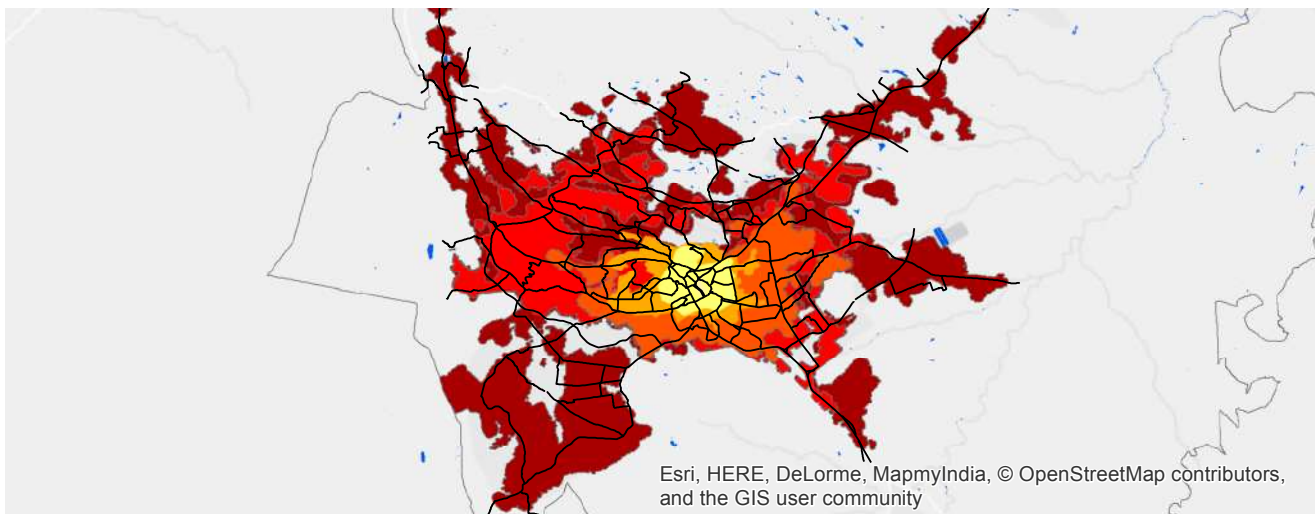 Esri, HERE, DeLorme, MapmyIndia, © OpenStreetMap contributors,
and the GIS user community